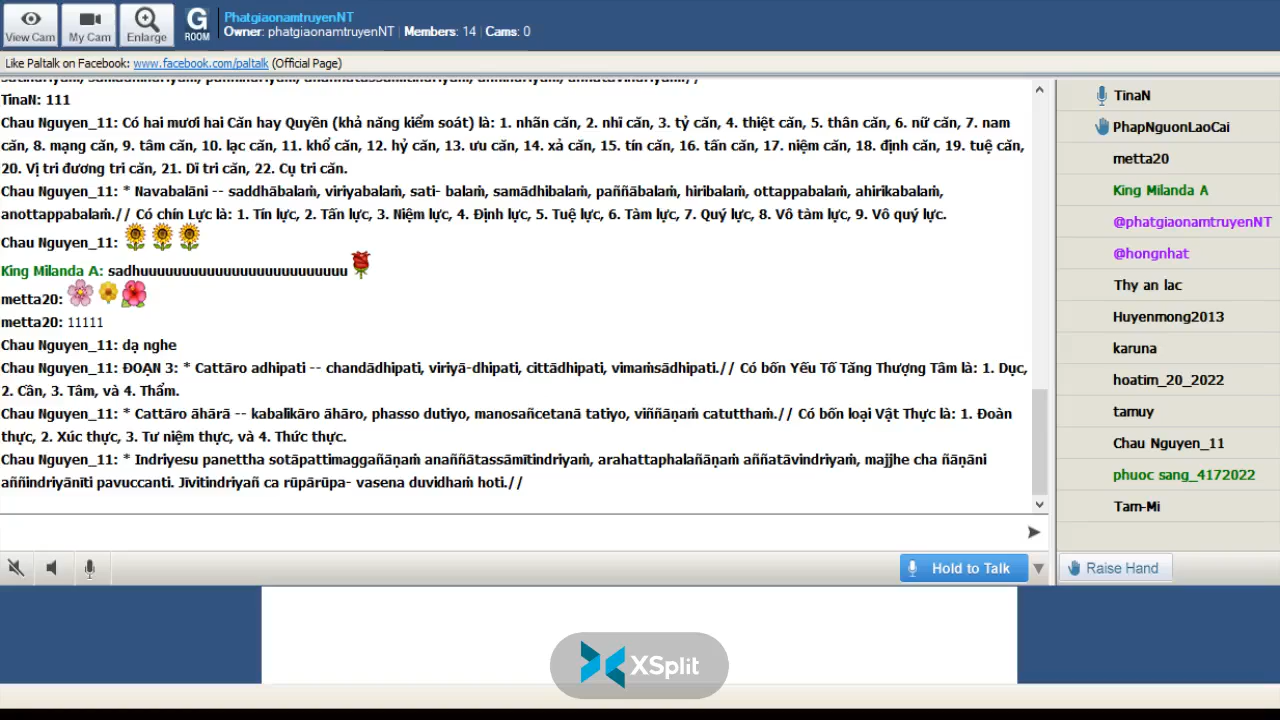 View Cam
My Cam
Enlarge
G
ROOM
PhatgiaonamtruyenNT
Owner: phatgiaonamtruyenNT | Members: 14 | Cams: 0
Like Paltalk on Facebook: www.facebook.com/paltalk (Official Page)
TinaN: 111
Chau Nguyen_11: Có hai mươi hai Căn hay Quyền (khả năng kiểm soát) là: 1. nhãn căn, 2. nhĩ căn, 3. tỷ căn, 4. thiệt căn, 5. thân căn, 6. nữ căn, 7. nam
căn, 8. mạng căn, 9. tâm căn, 10. lạc căn, 11. khổ căn, 12. hỷ căn, 13. ưu căn, 14. xả căn, 15. tín căn, 16. tấn căn, 17. niệm căn, 18. định căn, 19. tuệ căn,
20. Vị tri đương tri căn, 21. Dĩ tri căn, 22. Cụ tri căn.
Chau Nguyen_11: * Navabalāni -- saddhābalaṁ, viriyabalaṁ, sati- balaṁ, samādhibalaṁ, paññābalaṁ, hiribalaṁ, ottappabalaṁ, ahirikabalaṁ,
anottappabalaṁ.// Có chín Lực là: 1. Tín lực, 2. Tấn lực, 3. Niệm lực, 4. Định lực, 5. Tuệ lực, 6. Tàm lực, 7. Quý lực, 8. Vô tàm lực, 9. Vô quý lực.
Chau Nguyen_11:
King Milanda A: sadhuuuuuuuuuuuuuuuuuuuuuuuuu
metta20:
metta20: 11111
Chau Nguyen_11: dạ nghe
Chau Nguyen_11: ĐOẠN 3: * Cattāro adhipati -- chandādhipati, viriyā-dhipati, cittādhipati, vimaṁsādhipati.// Có bốn Yếu Tố Tăng Thượng Tâm là: 1. Dục,
2. Cần, 3. Tâm, và 4. Thẩm.
Chau Nguyen_11: * Cattāro āhārā -- kabalikāro āhāro, phasso dutiyo, manosañcetanā tatiyo, viññāṇaṁ catutthaṁ.// Có bốn loại Vật Thực là: 1. Đoàn
thực, 2. Xúc thực, 3. Tư niệm thực, và 4. Thức thực.
Chau Nguyen_11: * Indriyesu panettha sotāpattimaggañāṇaṁ anaññātassāmītindriyaṁ, arahattaphalañāṇaṁ aññatāvindriyaṁ, majjhe cha ñāṇāni
aññindriyānīti pavuccanti. Jīvitindriyañ ca rūpārūpa- vasena duvidhaṁ hoti.//
Hold to Talk
TinaN
PhapNguonLaoCai
metta20
King Milanda A
@phatgiaonamtruyenNT
@hongnhat
Thy an lac
Huyenmong2013
karuna
hoatim_20_2022
tamuy
Chau Nguyen_11
phuoc sang_4172022
Tam-Mi
Raise Hand
XSplit